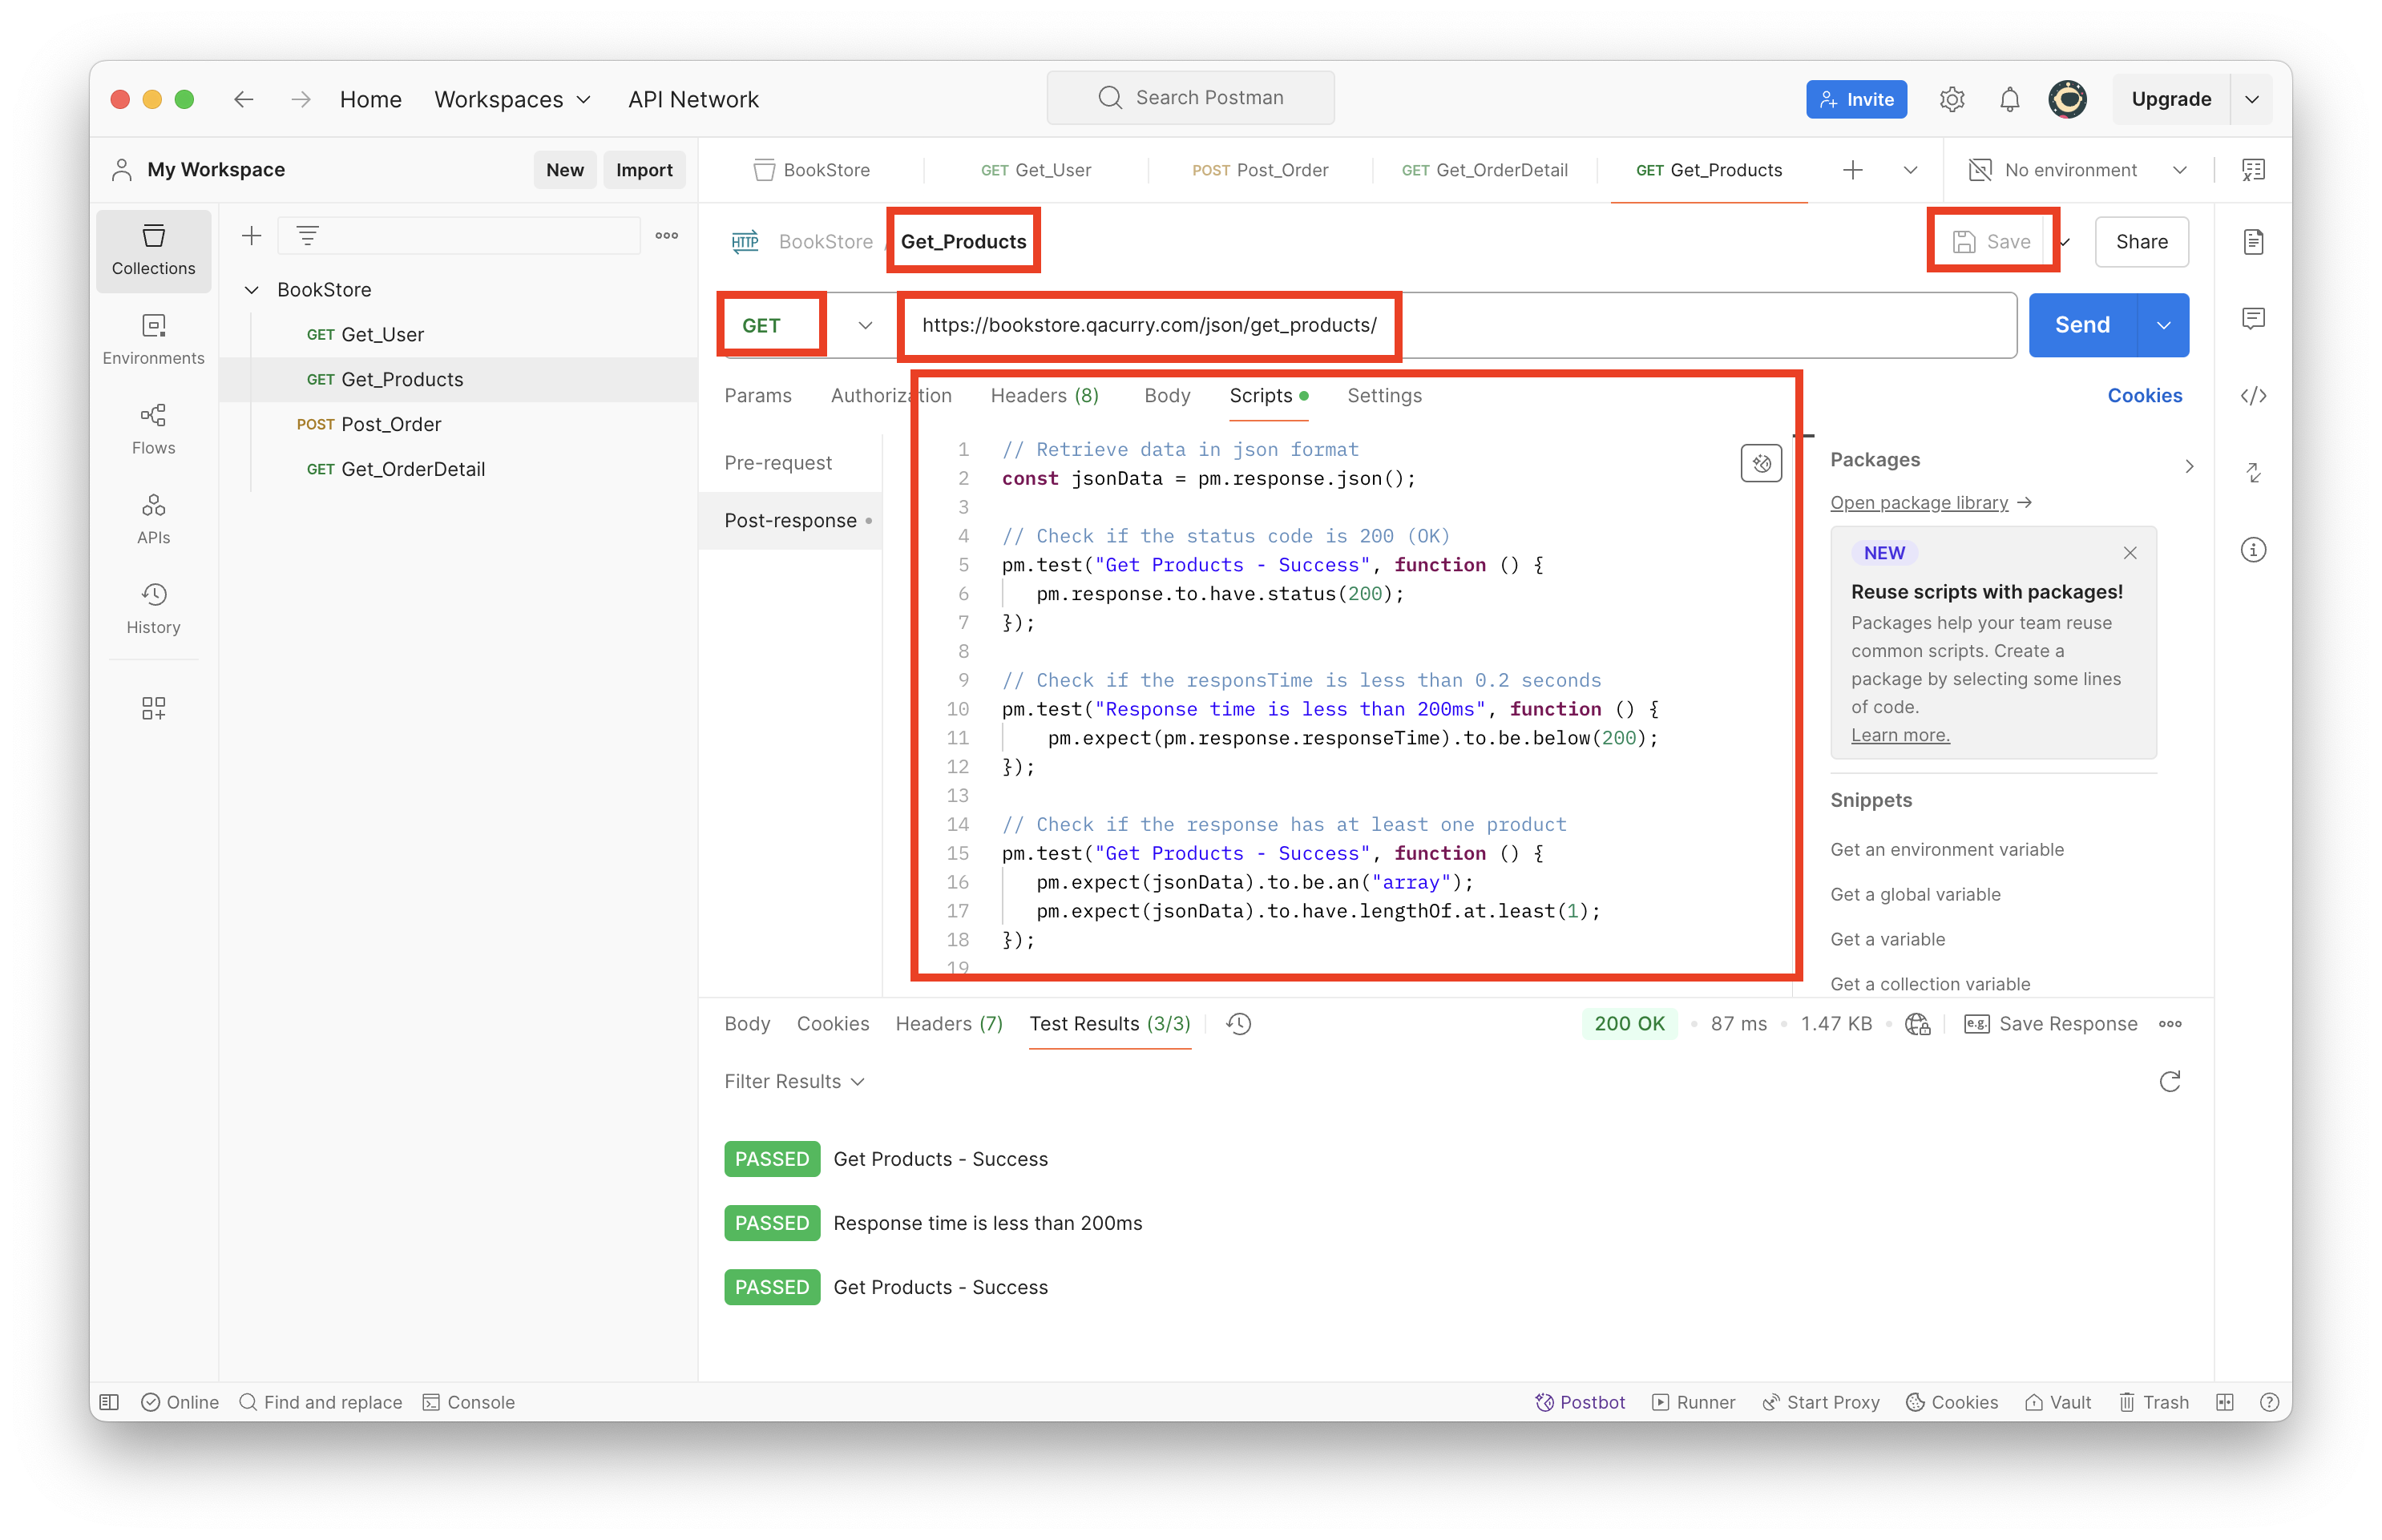 Home Workspaces API Network Search Postman Invite Upgrade
My Workspace New Import BookStore GET Get_User POST Post_Order GET Get_OrderDetail GET Get_Products No environment
Collections
Environments
Flows
APIs
History
BookStore
GET Get_User
GET Get_Products
POST Post_Order
GET Get_OrderDetail
HTTP BookStore Get_Products Save Share
GET https://bookstore.qacurry.com/json/get_products/ Send
Params Authorization Headers (8) Body Scripts Settings Cookies
Pre-request
Post-response
1 // Retrieve data in json format
2 const jsonData = pm.response.json();
3
4 // Check if the status code is 200 (OK)
5 pm.test("Get Products - Success", function () {
6 pm.response.to.have.status(200);
7 });
8
9 // Check if the responsTime is less than 0.2 seconds
10 pm.test("Response time is less than 200ms", function () {
11 pm.expect(pm.response.responseTime).to.be.below(200);
12 });
13
14 // Check if the response has at least one product
15 pm.test("Get Products - Success", function () {
16 pm.expect(jsonData).to.be.an("array");
17 pm.expect(jsonData).to.have.lengthOf.at.least(1);
18 });
19
Packages
Open package library →
NEW
Reuse scripts with packages!
Packages help your team reuse
common scripts. Create a
package by selecting some lines
of code.
Learn more.
Snippets
Get an environment variable
Get a global variable
Get a variable
Get a collection variable
Body Cookies Headers (7) Test Results (3/3) 200 OK 87 ms 1.47 KB e.g. Save Response
Filter Results
PASSED Get Products - Success
PASSED Response time is less than 200ms
PASSED Get Products - Success
Online Find and replace Console Postbot Runner Start Proxy Cookies Vault Trash